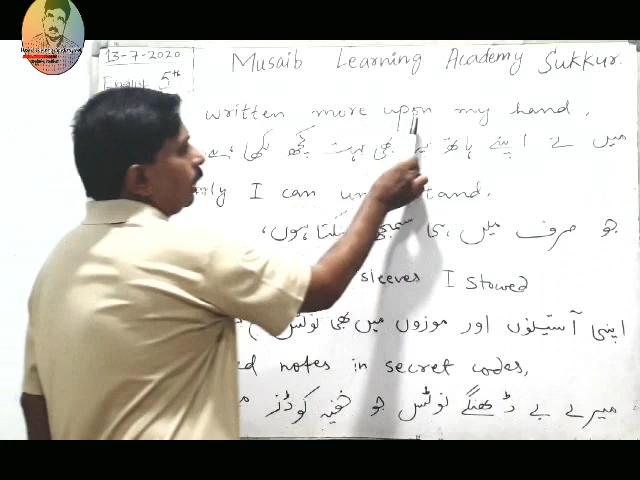 13-7-2020
Musaib Learning Academy Sukkur.
English 5th
written more upon my hand,
میں نے اپنے ہاتھ پہ بھی بہت کچھ لکھا ہے
I can understand.
جو صرف میں ہی سمجھ سکتا ہوں،
sleeves I stowed
اپنی آستینوں اور موزوں میں بھی نوٹس
notes in secret codes,
میرے بے ڈھنگے نوٹس جو خفیہ کوڈز